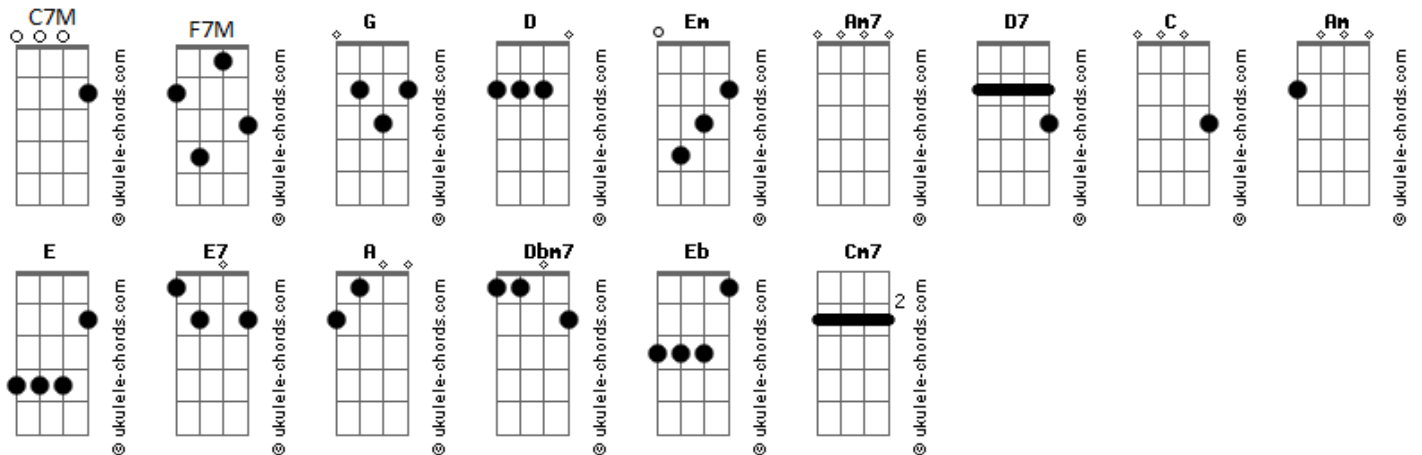 C7M F7M G D Em Am7 D7 C Am
© ukulele-chords.com © ukulele-chords.com © ukulele-chords.com © ukulele-chords.com © ukulele-chords.com © ukulele-chords.com © ukulele-chords.com © ukulele-chords.com © ukulele-chords.com
E E7 A Dbm7 Eb Cm7
2
© ukulele-chords.com © ukulele-chords.com © ukulele-chords.com © ukulele-chords.com © ukulele-chords.com © ukulele-chords.com